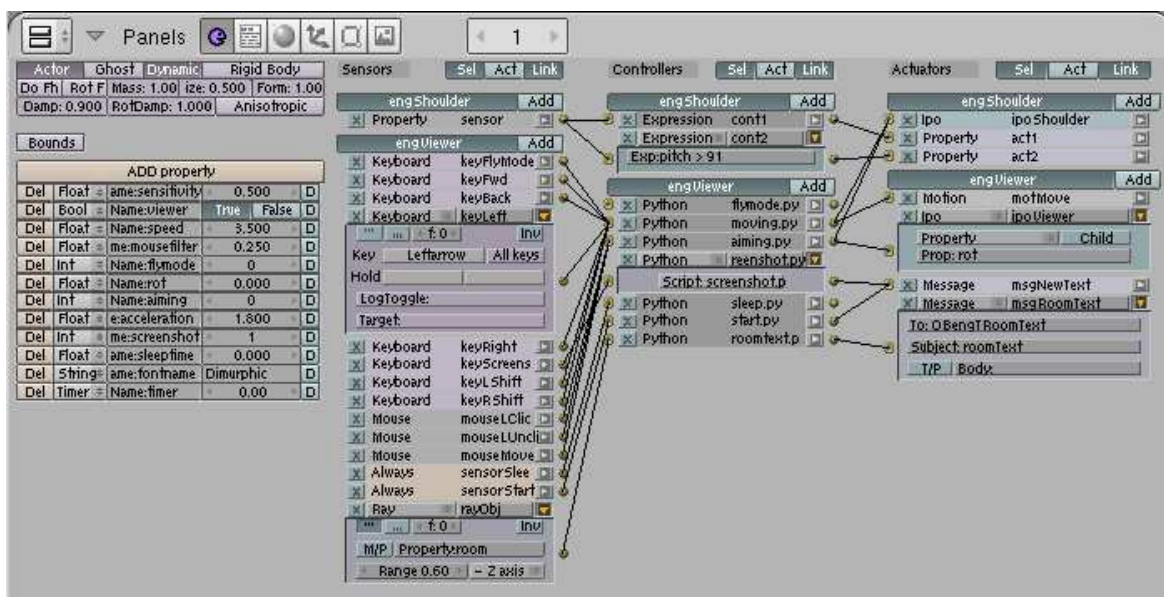 Panels
1
Actor Ghost Dynamic Rigid Body
Do Fh Rot F Mass: 1.00 ize: 0.500 Form: 1.00
Damp: 0.900 RotDamp: 1.000 Anisotropic
Bounds
ADD property
Del Float ame:sensitivity 0.500 D
Del Bool Name:viewer True False D
Del Float Name:speed 3.500 D
Del Float me:mousefilter 0.250 D
Del Int Name:flymode 0 D
Del Float Name:rot 0.000 D
Del Int Name:aiming 0 D
Del Float e:acceleration 1.800 D
Del Int me:screenshot 1 D
Del Float ame:sleeptime 0.000 D
Del String ame:fontname Dimurphic D
Del Timer Name:timer 0.00 D
Sensors Sel Act Link
engShoulder Add
X Property sensor
engViewer Add
X Keyboard keyFlyMode
X Keyboard keyFwd
X Keyboard keyBack
X Keyboard keyLeft
f: 0 Inv
Key Leftarrow All keys
Hold
LogToggle:
Target:
X Keyboard keyRight
X Keyboard keyScreens
X Keyboard keyLShift
X Keyboard keyRShift
X Mouse mouseLClic
X Mouse mouseLUncli
X Mouse mouseMove
X Always sensorSlee
X Always sensorStart
X Ray rayObj
f: 0 Inv
M/P Property:room
Range 0.60 - Z axis
Controllers Sel Act Link
engShoulder Add
X Expression cont1
X Expression cont2
Exp:pitch > 91
engViewer Add
X Python flymode.py
X Python moving.py
X Python aiming.py
X Python reenshot.py
Script: screenshot.p
X Python sleep.py
X Python start.py
X Python roomtext.p
Actuators Sel Act Link
engShoulder Add
X Ipo ipoShoulder
X Property act1
X Property act2
engViewer Add
X Motion motMove
X Ipo ipoViewer
Property Child
Prop: rot
X Message msgNewText
X Message msgRoomText
To: OBengTRoomText
Subject: roomText
T/P Body: